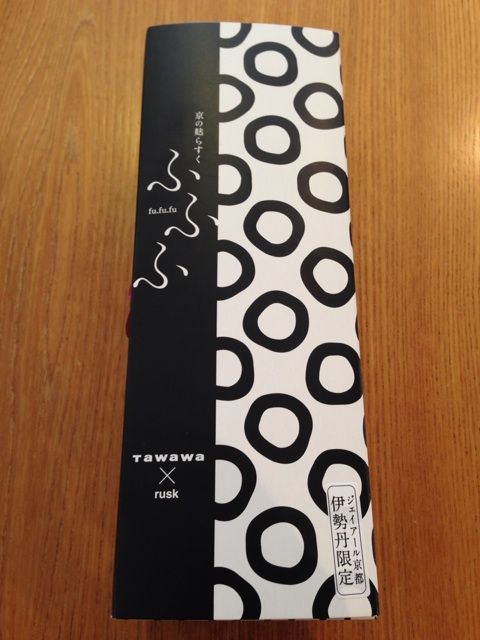 京の麩らすく
ふふふ
fu.fu.fu
TAWAWA
×
rusk
ジェイアール京都
伊勢丹限定